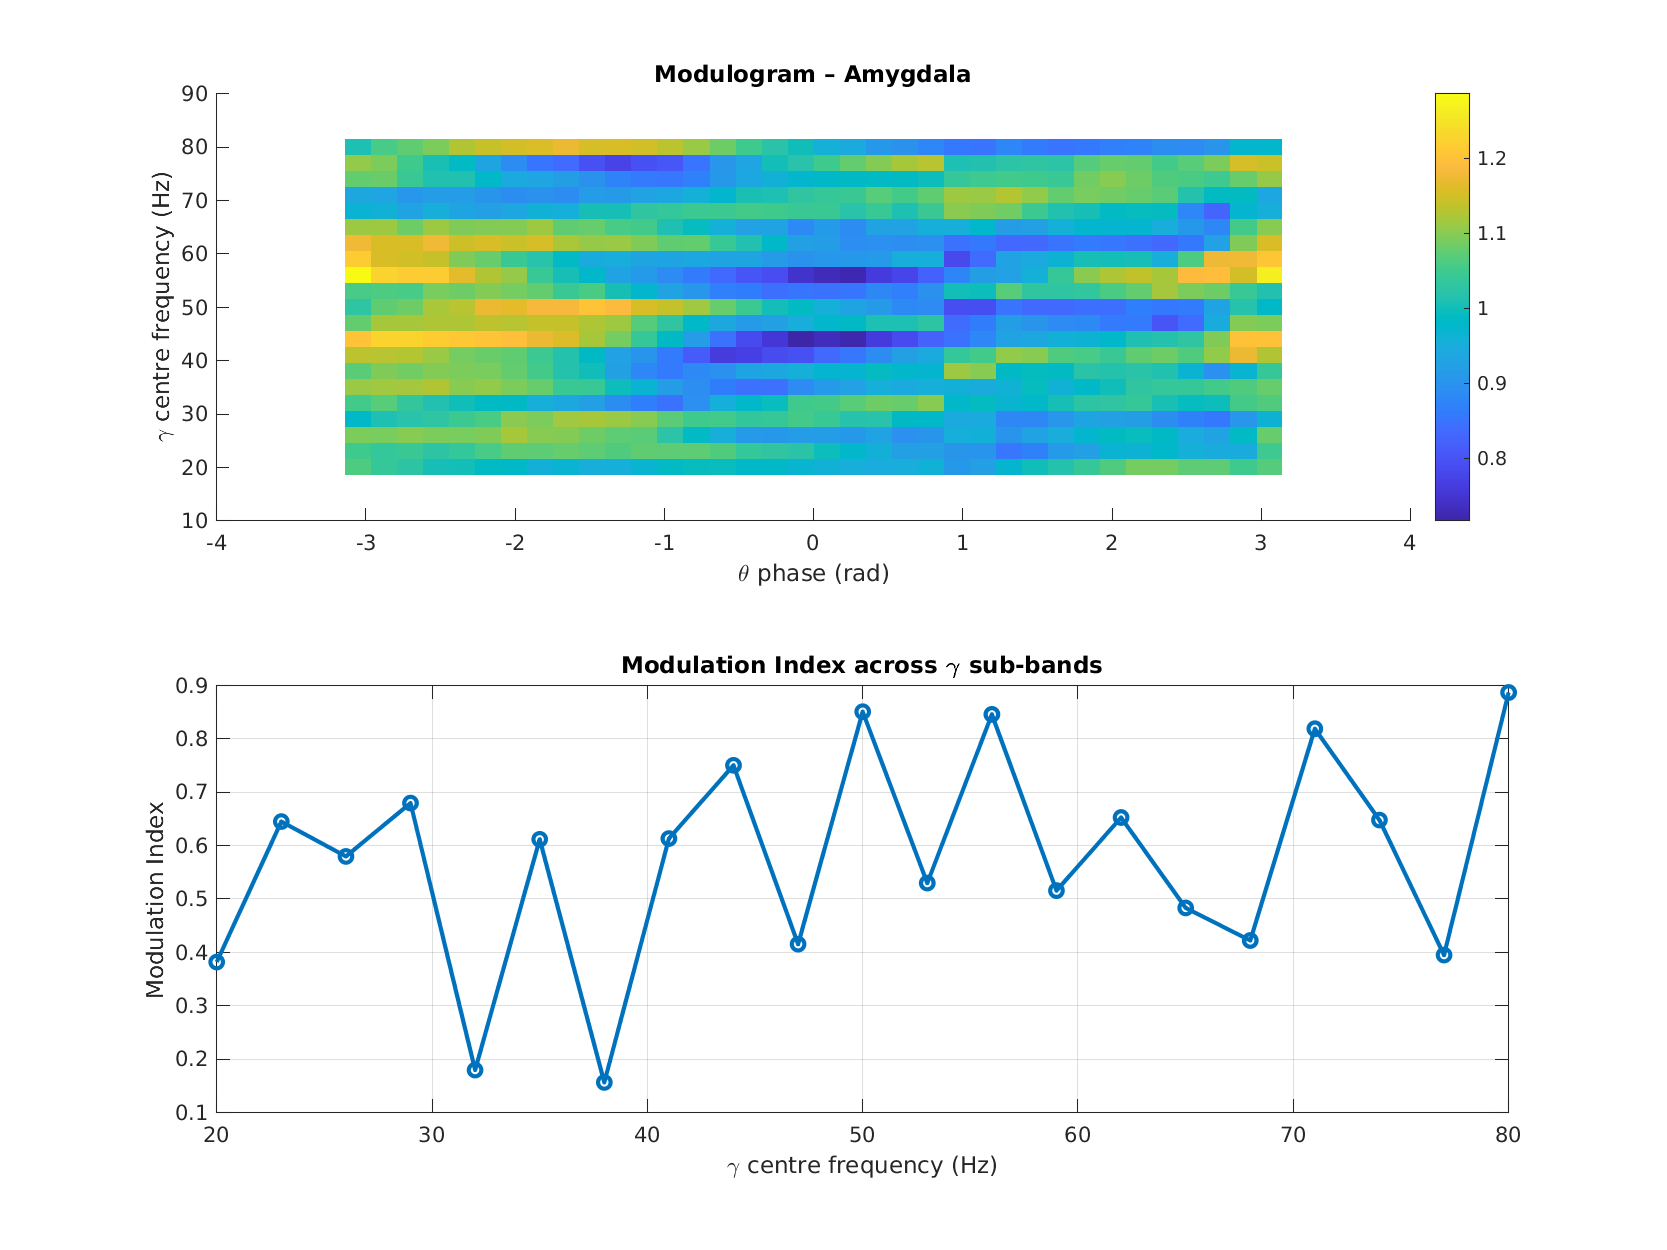 Modulogram – Amygdala
90
80
70
60
50
40
30
20
10
γ centre frequency (Hz)
-4 -3 -2 -1 0 1 2 3 4
θ phase (rad)
1.2
1.1
1
0.9
0.8
Modulation Index across γ sub-bands
0.9
0.8
0.7
0.6
0.5
0.4
0.3
0.2
0.1
Modulation Index
20 30 40 50 60 70 80
γ centre frequency (Hz)